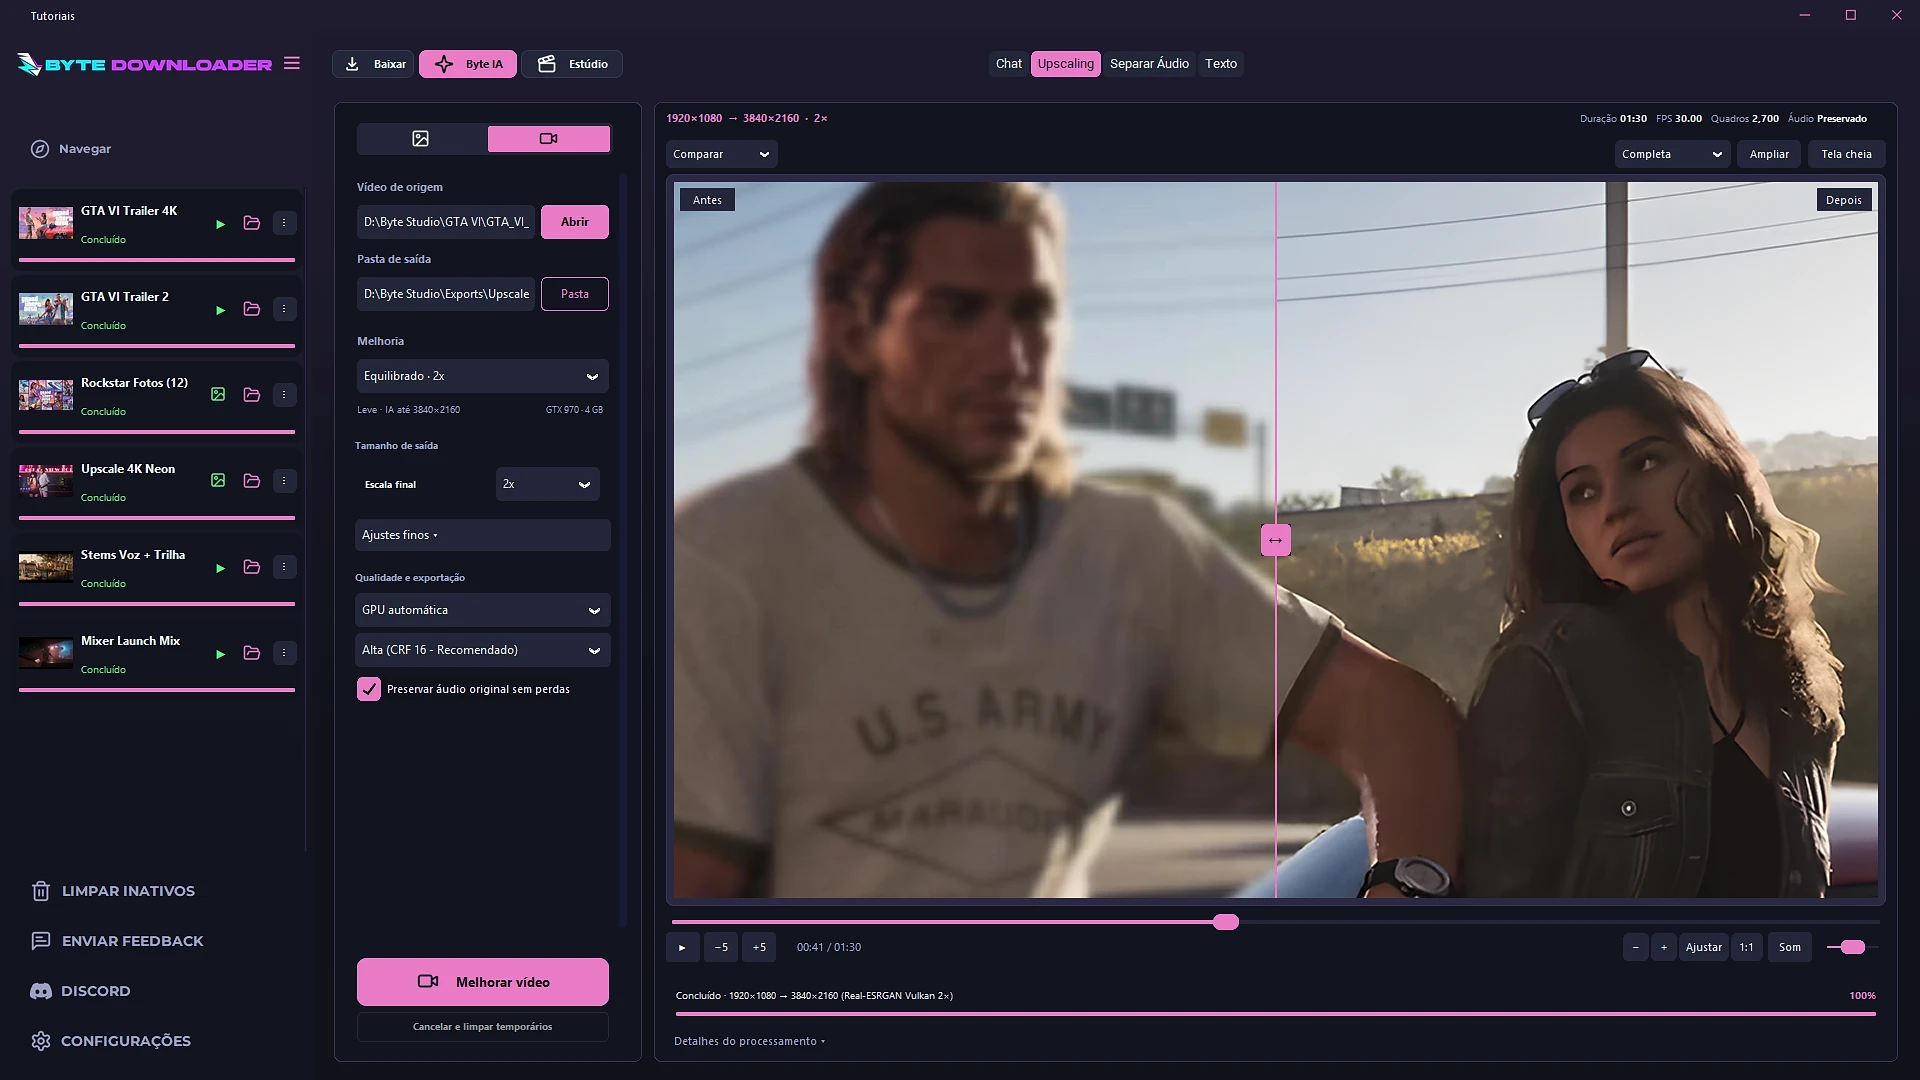 Tutoriais
BYTE DOWNLOADER
Baixar
Byte IA
Estúdio
Chat
Upscaling
Separar Áudio
Texto
Navegar
GTA VI Trailer 4K
Concluído
GTA VI Trailer 2
Concluído
Rockstar Fotos (12)
Concluído
Upscale 4K Neon
Concluído
Stems Voz + Trilha
Concluído
Mixer Launch Mix
Concluído
LIMPAR INATIVOS
ENVIAR FEEDBACK
DISCORD
CONFIGURAÇÕES
Vídeo de origem
D:\Byte Studio\GTA VI\GTA_VI_
Abrir
Pasta de saída
D:\Byte Studio\Exports\Upscale
Pasta
Melhoria
Equilibrado · 2x
Leve · IA até 3840×2160
GTX 970 · 4 GB
Tamanho de saída
Escala final
2x
Ajustes finos
Qualidade e exportação
GPU automática
Alta (CRF 16 - Recomendado)
Preservar áudio original sem perdas
Melhorar vídeo
Cancelar e limpar temporários
1920×1080 → 3840×2160 · 2×
Duração 01:30 FPS 30.00 Quadros 2,700 Áudio Preservado
Comparar
Completa
Ampliar
Tela cheia
Antes
Depois
U.S. ARMY
MARAUDER
−5
+5
00:41 / 01:30
−
+
Ajustar
1:1
Som
Concluído · 1920×1080 → 3840×2160 (Real-ESRGAN Vulkan 2×)
100%
Detalhes do processamento